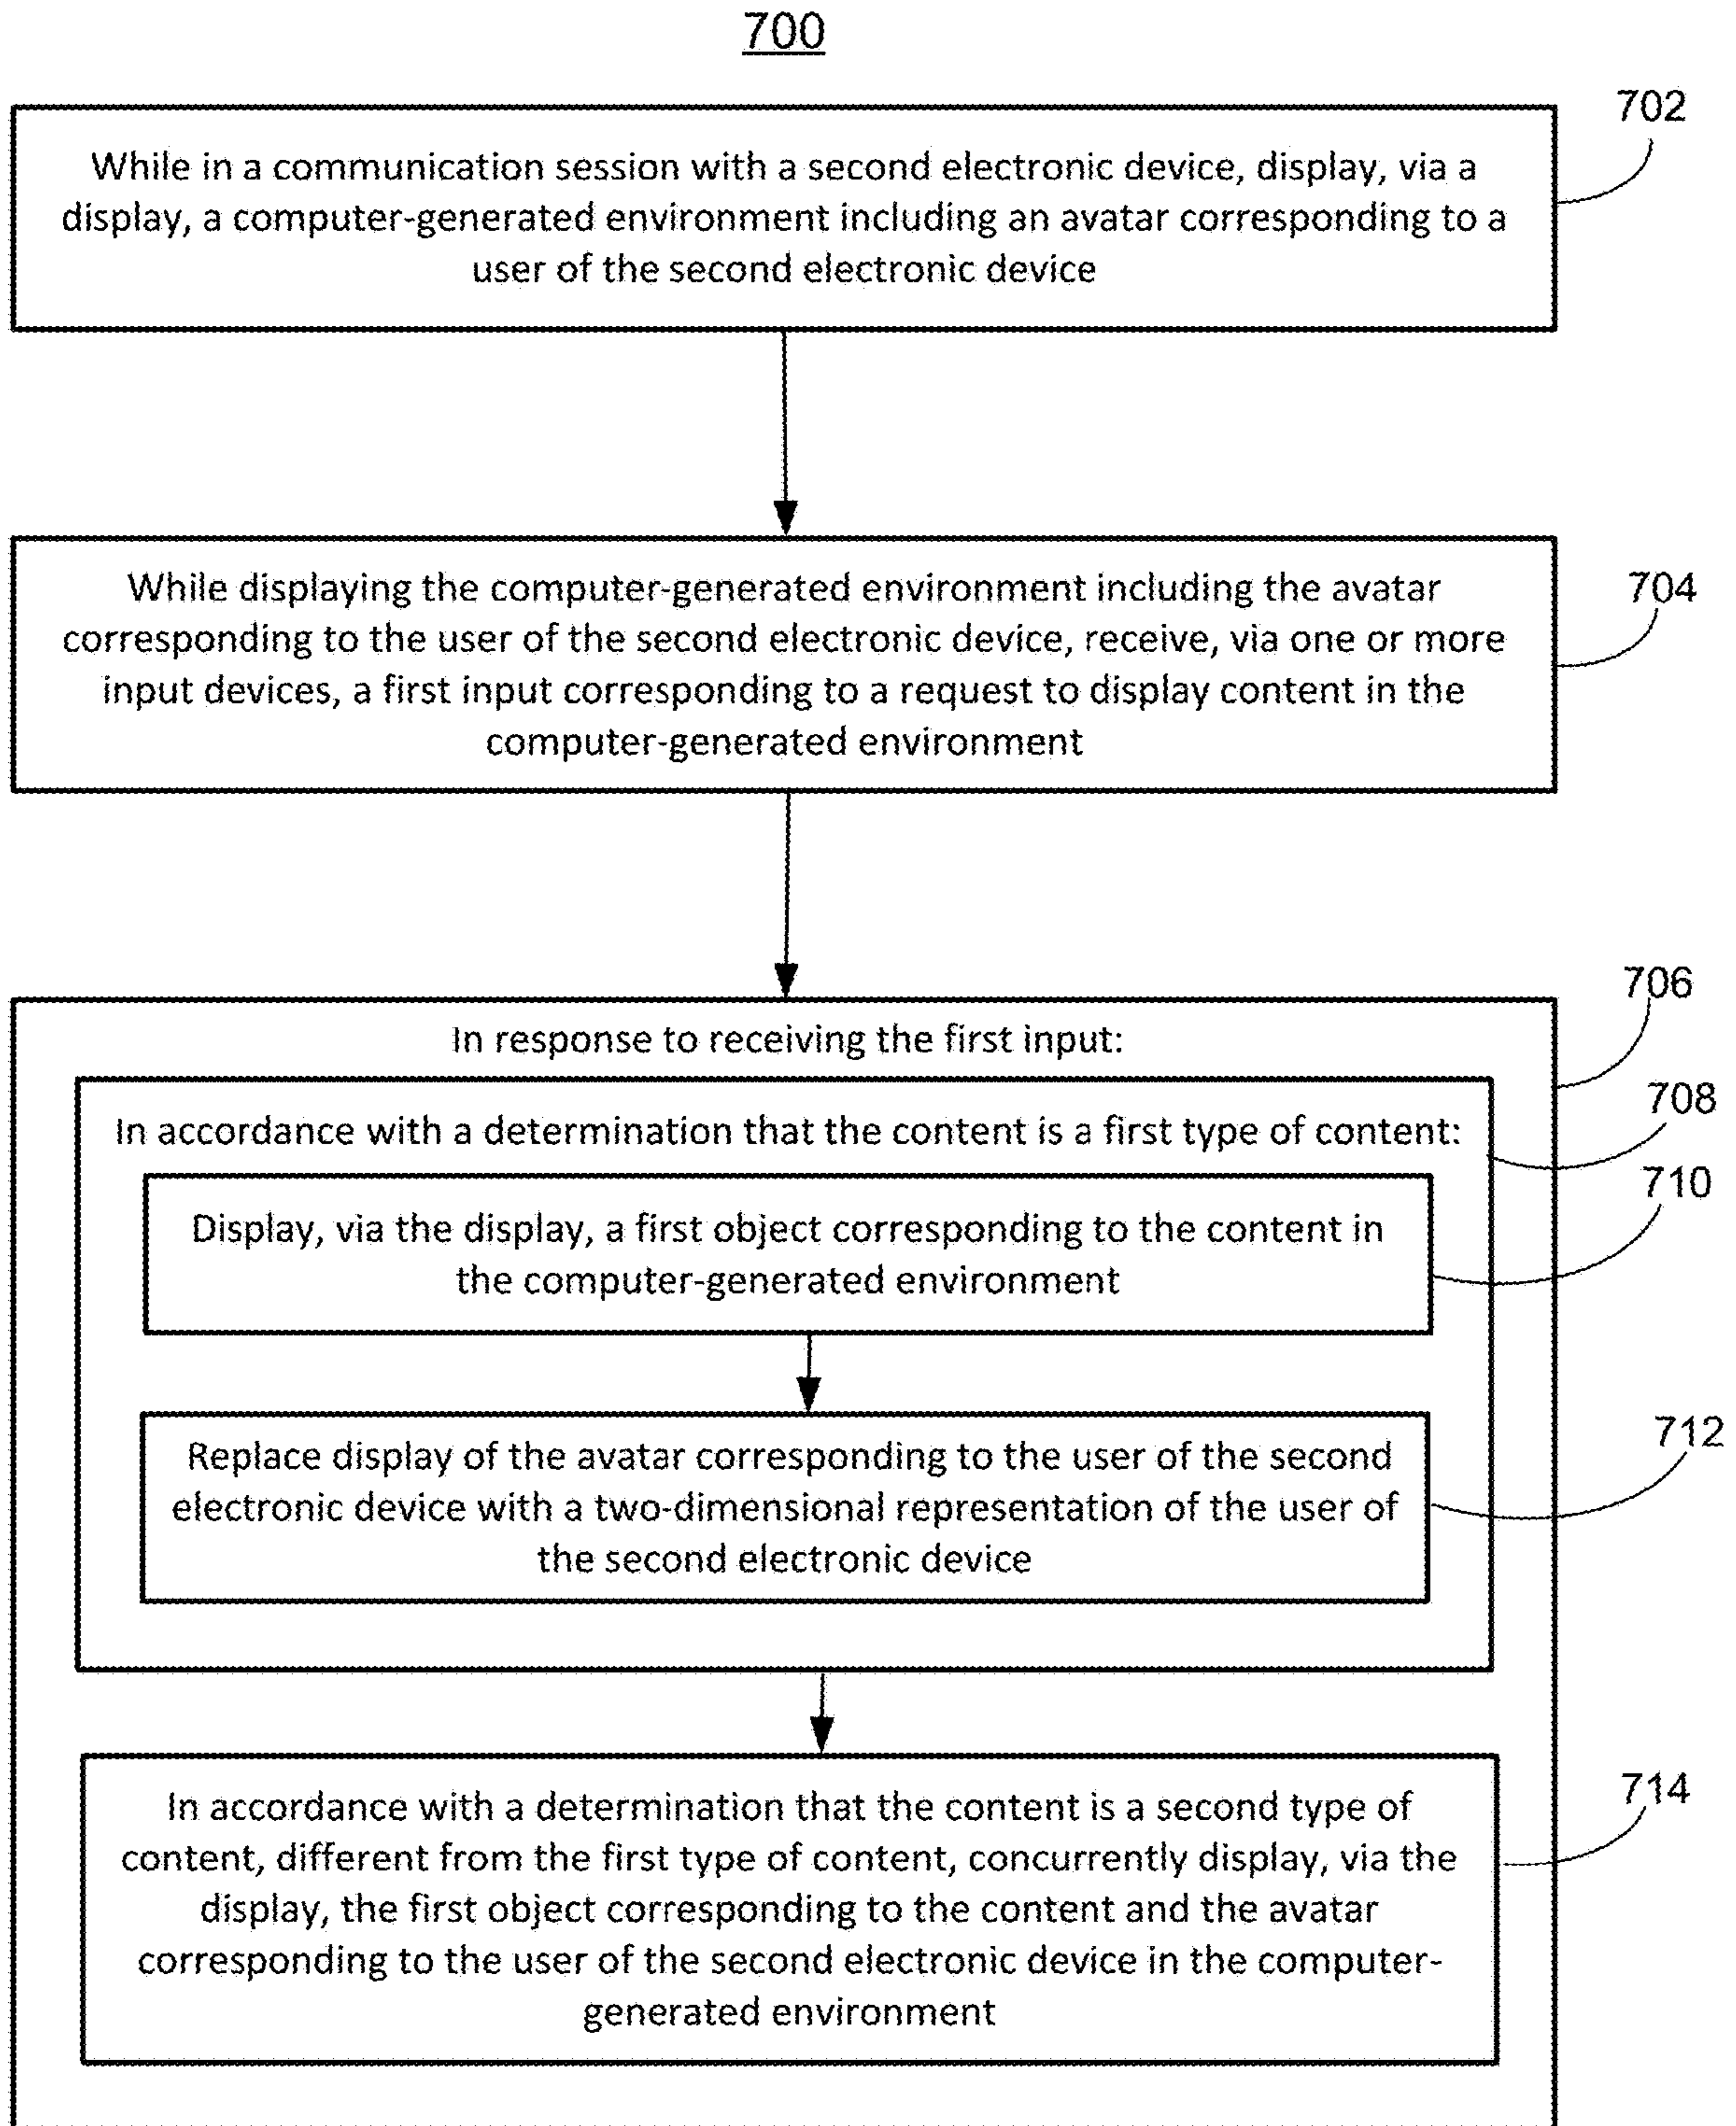 700
702
While in a communication session with a second electronic device, display, via a
display, a computer-generated environment including an avatar corresponding to a
user of the second electronic device
704
While displaying the computer-generated environment including the avatar
corresponding to the user of the second electronic device, receive, via one or more
input devices, a first input corresponding to a request to display content in the
computer-generated environment
706
In response to receiving the first input:
708
In accordance with a determination that the content is a first type of content:
710
Display, via the display, a first object corresponding to the content in
the computer-generated environment
712
Replace display of the avatar corresponding to the user of the second
electronic device with a two-dimensional representation of the user of
the second electronic device
714
In accordance with a determination that the content is a second type of
content, different from the first type of content, concurrently display, via the
display, the first object corresponding to the content and the avatar
corresponding to the user of the second electronic device in the computer-
generated environment